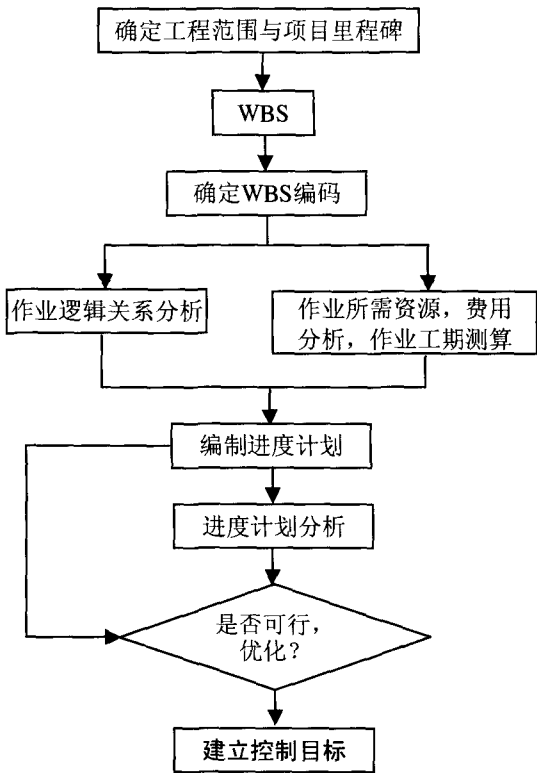 确定工程范围与项目里程碑
WBS
确定WBS编码
作业逻辑关系分析
作业所需资源，费用
分析，作业工期测算
编制进度计划
进度计划分析
是否可行，
优化？
建立控制目标